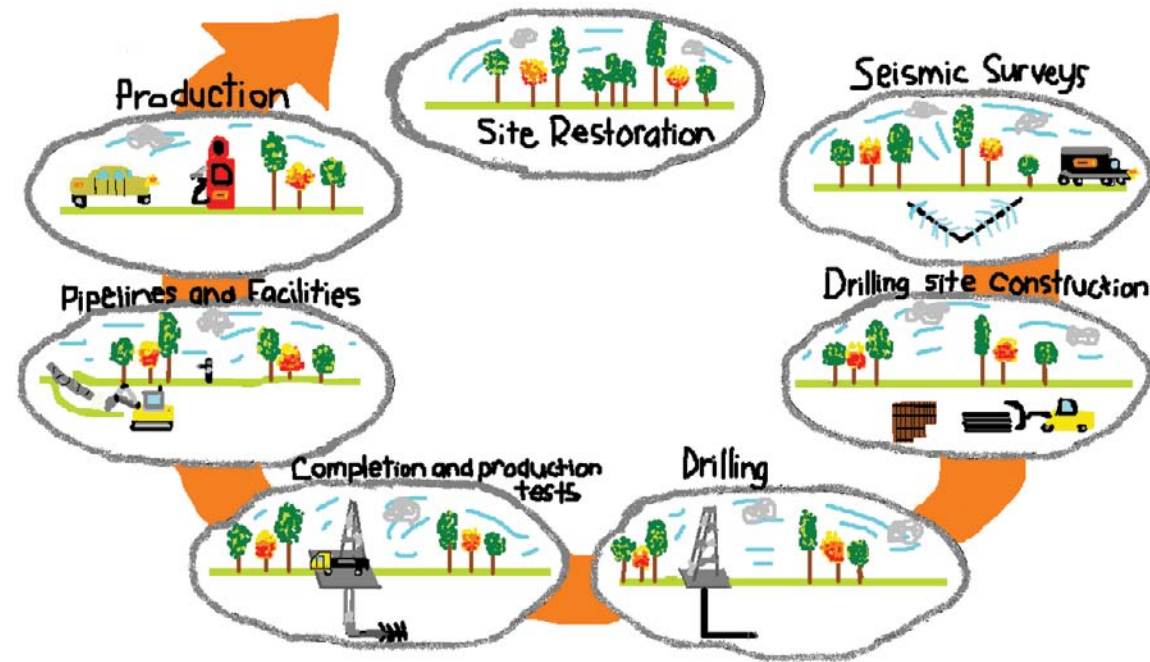 Production
Site Restoration
Seismic Surveys
Pipelines and Facilities
Drilling site construction
Completion and production
tests
Drilling